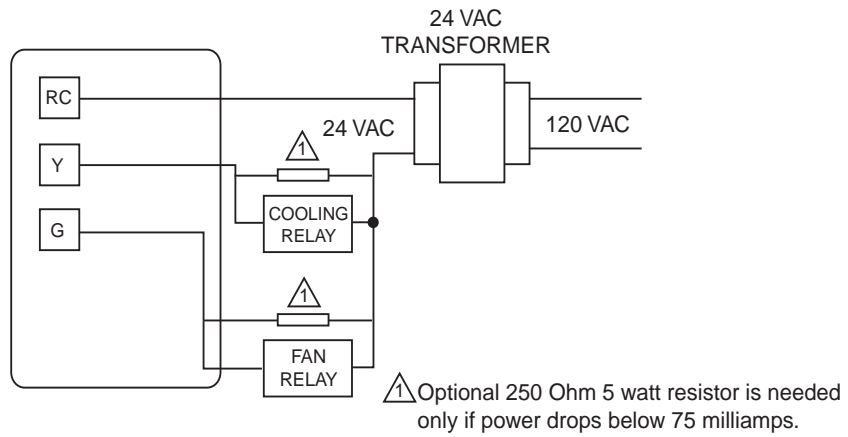 24 VAC
TRANSFORMER
RC
24 VAC
120 VAC
1
Y
COOLING
RELAY
G
1
FAN
RELAY
1 Optional 250 Ohm 5 watt resistor is needed
only if power drops below 75 milliamps.